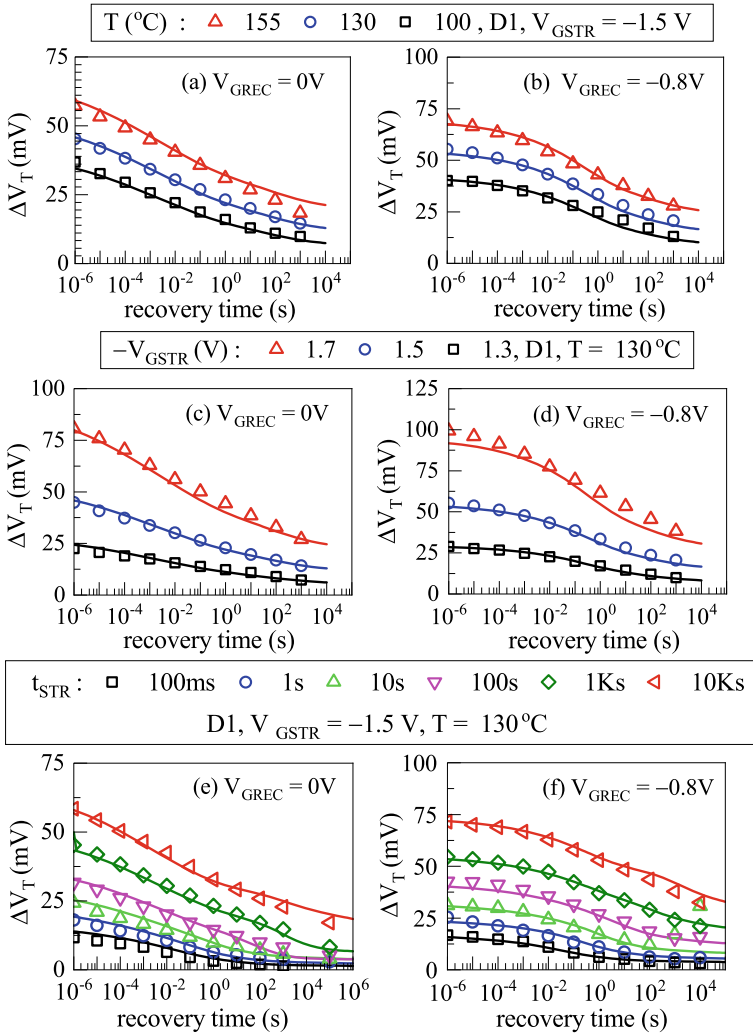 T (°C) : 155 130 100 , D1, V_GSTR = −1.5 V
(a) V_GREC = 0V
(b) V_GREC = −0.8V
ΔV_T (mV)
75
50
25
0
10^-6 10^-4 10^-2 10^0 10^2 10^4
recovery time (s)
ΔV_T (mV)
100
75
50
25
0
10^-6 10^-4 10^-2 10^0 10^2 10^4
recovery time (s)
−V_GSTR (V) : 1.7 1.5 1.3, D1, T = 130 °C
(c) V_GREC = 0V
(d) V_GREC = −0.8V
ΔV_T (mV)
100
75
50
25
0
10^-6 10^-4 10^-2 10^0 10^2 10^4
recovery time (s)
ΔV_T (mV)
125
100
75
50
25
0
10^-6 10^-4 10^-2 10^0 10^2 10^4
recovery time (s)
t_STR : 100ms 1s 10s 100s 1Ks 10Ks
D1, V_GSTR = −1.5 V, T = 130 °C
(e) V_GREC = 0V
(f) V_GREC = −0.8V
ΔV_T (mV)
75
50
25
0
10^-6 10^-4 10^-2 10^0 10^2 10^4 10^6
recovery time (s)
ΔV_T (mV)
100
75
50
25
0
10^-6 10^-4 10^-2 10^0 10^2 10^4
recovery time (s)